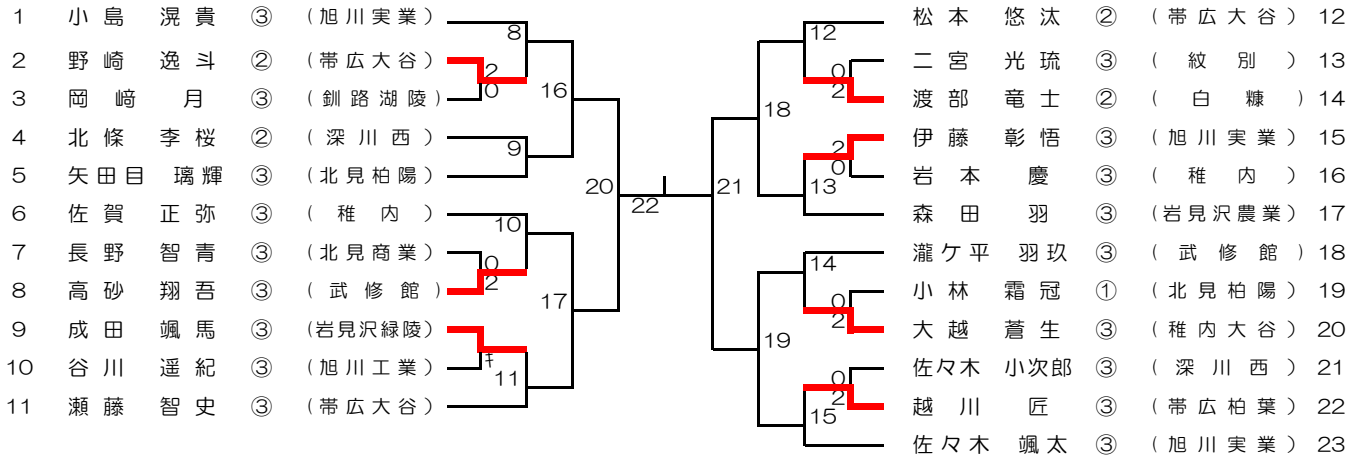 1 小島 滉貴 ③ (旭川実業)
2 野崎 逸斗 ② (帯広大谷)
3 岡﨑 月 ③ (釧路湖陵)
4 北條 李桜 ② (深川西)
5 矢田目 璃輝 ③ (北見柏陽)
6 佐賀 正弥 ③ (稚内)
7 長野 智青 ③ (北見商業)
8 高砂 翔吾 ③ (武修館)
9 成田 颯馬 ③ (岩見沢緑陵)
10 谷川 遥紀 ③ (旭川工業)
11 瀬藤 智史 ③ (帯広大谷)
8
2
0
16
9
20
10
0
2
17
キ
11
22
21
12
0
2
18
2
0
13
14
0
2
19
0
2
15
松本 悠汰 ② (帯広大谷) 12
二宮 光琉 ③ (紋別) 13
渡部 竜士 ② (白糠) 14
伊藤 彰悟 ③ (旭川実業) 15
岩本 慶 ③ (稚内) 16
森田 羽 ③ (岩見沢農業) 17
瀧ケ平 羽玖 ③ (武修館) 18
小林 霜冠 ① (北見柏陽) 19
大越 蒼生 ③ (稚内大谷) 20
佐々木 小次郎 ③ (深川西) 21
越川 匠 ③ (帯広柏葉) 22
佐々木 颯太 ③ (旭川実業) 23